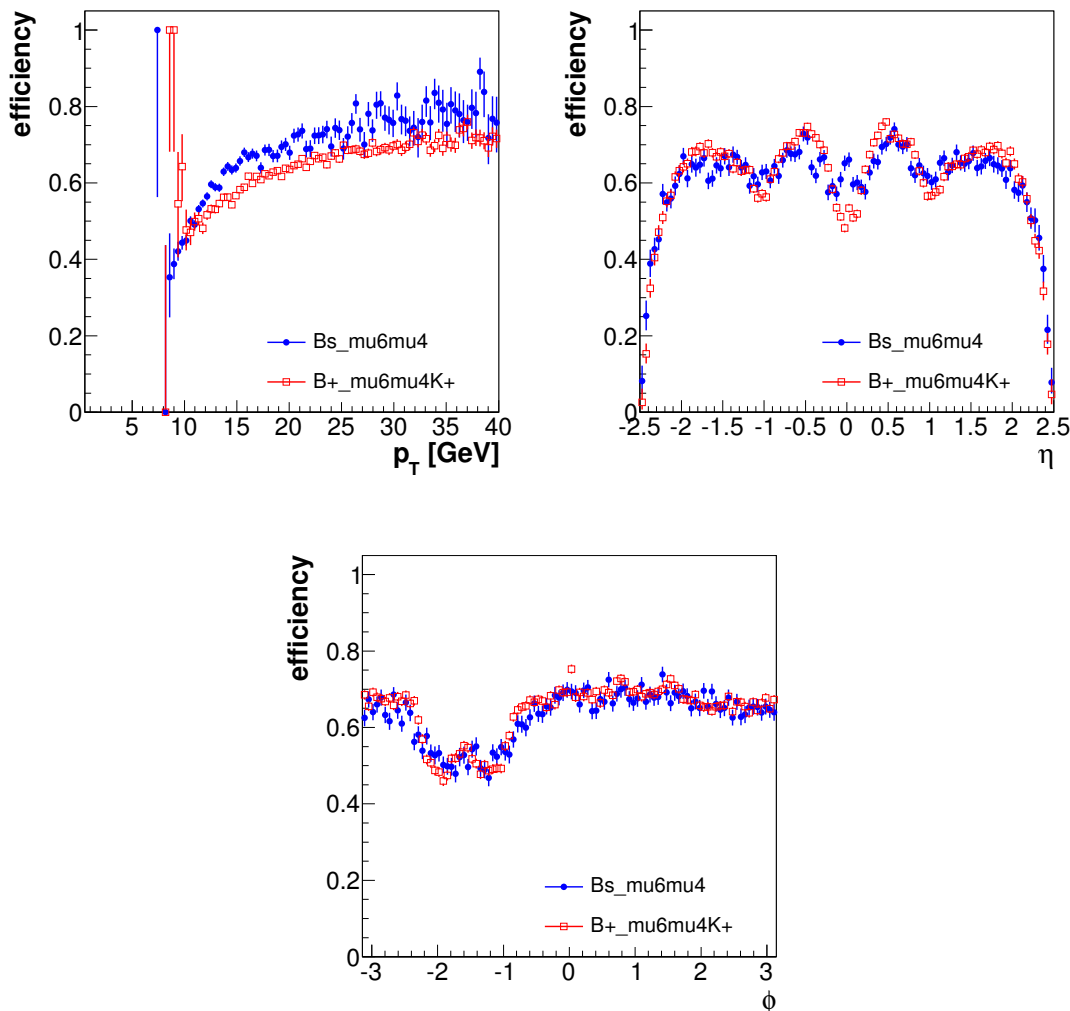 efficiency
1
0.8
0.6
0.4
0.2
0
5 10 15 20 25 30 35 40
p_T [GeV]
Bs_mu6mu4
B+_mu6mu4K+
efficiency
1
0.8
0.6
0.4
0.2
0
-2.5 -2 -1.5 -1 -0.5 0 0.5 1 1.5 2 2.5
η
Bs_mu6mu4
B+_mu6mu4K+
efficiency
1
0.8
0.6
0.4
0.2
0
-3 -2 -1 0 1 2 3
ϕ
Bs_mu6mu4
B+_mu6mu4K+